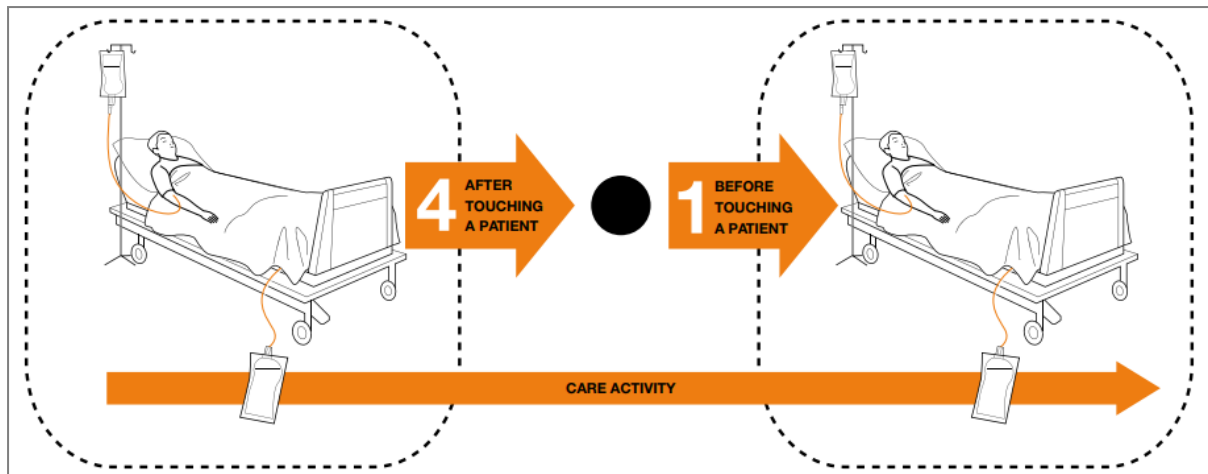 4
AFTER
TOUCHING
A PATIENT
1
BEFORE
TOUCHING
A PATIENT
CARE ACTIVITY